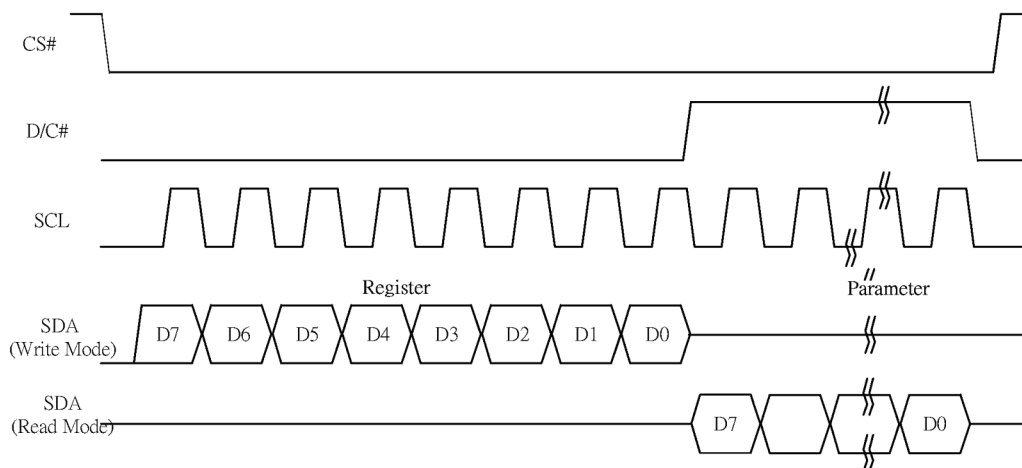 CS#
D/C#
SCL
Register Parameter
SDA
(Write Mode)
D7 D6 D5 D4 D3 D2 D1 D0
SDA
(Read Mode)
D7 D0